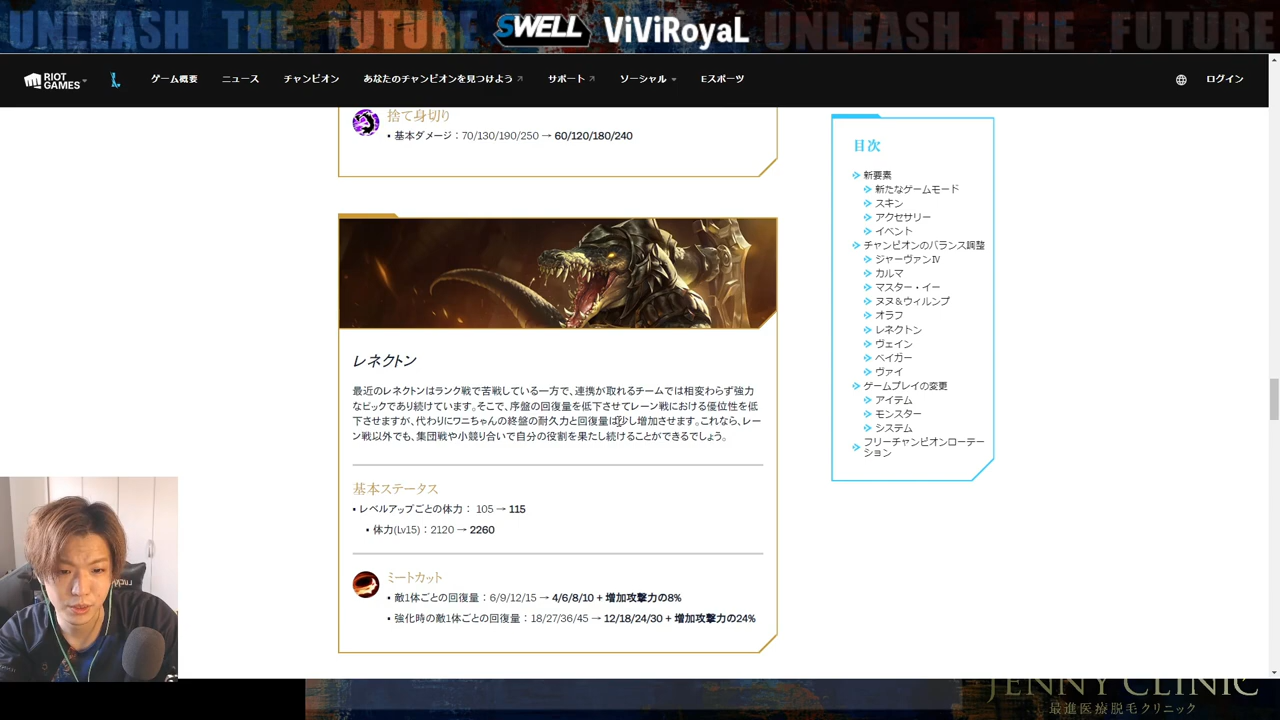 UNLEASH THE FUTURE SWELL ViViRoyaL UNLEASH THE FUTURE
RIOT GAMES ゲーム概要 ニュース チャンピオン あなたのチャンピオンを見つけよう サポート ソーシャル Eスポーツ ログイン
捨て身切り
• 基本ダメージ：70/130/190/250 → 60/120/180/240
レネクトン
最近のレネクトンはランク戦で苦戦している一方で、連携が取れるチームでは相変わらず強力
なピックであり続けています。そこで、序盤の回復量を低下させてレーン戦における優位性を低
下させますが、代わりにワニちゃんの終盤の耐久力と回復量は少し増加させます。これなら、レー
ン戦以外でも、集団戦や小競り合いで自分の役割を果たし続けることができるでしょう。
基本ステータス
• レベルアップごとの体力： 105 → 115
• 体力(Lv15)：2120 → 2260
ミートカット
• 敵1体ごとの回復量：6/9/12/15 → 4/6/8/10 + 増加攻撃力の8%
• 強化時の敵1体ごとの回復量：18/27/36/45 → 12/18/24/30 + 増加攻撃力の24%
目次
新要素
新たなゲームモード
スキン
アクセサリー
イベント
チャンピオンのバランス調整
ジャーヴァンⅣ
カルマ
マスター・イー
ヌヌ＆ウィルンプ
オラフ
レネクトン
ヴェイン
ベイガー
ヴァイ
ゲームプレイの変更
アイテム
モンスター
システム
フリーチャンピオンローテー
ション
JENNY CLINIC
最進医療脱毛クリニック